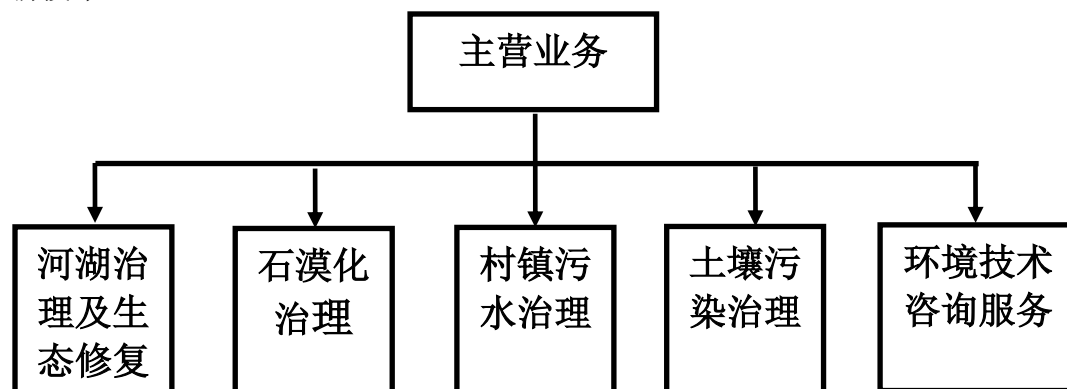 主营业务
河湖治
理及生
态修复
石漠化
治理
村镇污
水治理
土壤污
染治理
环境技术
咨询服务